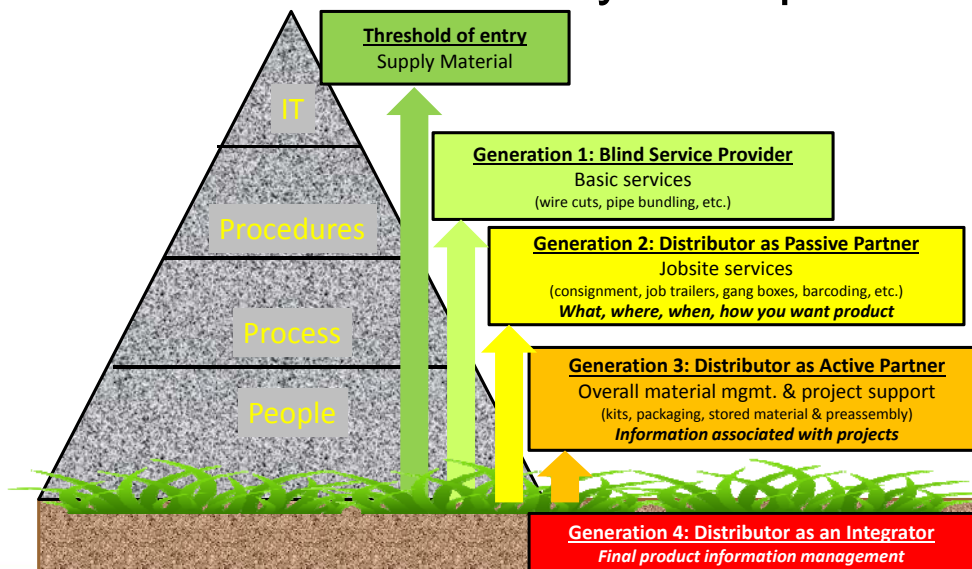 Threshold of entry
Supply Material
IT
Generation 1: Blind Service Provider
Basic services
(wire cuts, pipe bundling, etc.)
Procedures
Generation 2: Distributor as Passive Partner
Jobsite services
(consignment, job trailers, gang boxes, barcoding, etc.)
What, where, when, how you want product
Process
Generation 3: Distributor as Active Partner
Overall material mgmt. & project support
(kits, packaging, stored material & preassembly)
Information associated with projects
People
Generation 4: Distributor as an Integrator
Final product information management